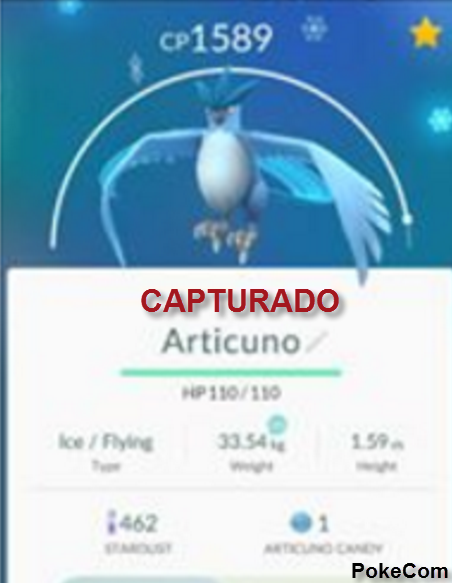 CP1589
CAPTURADO
Articuno
HP 110 / 110
Ice / Flying
Type
33.54 kg
Weight
1.59 m
Height
462
STARDUST
1
ARTICUNO CANDY
PokeCom